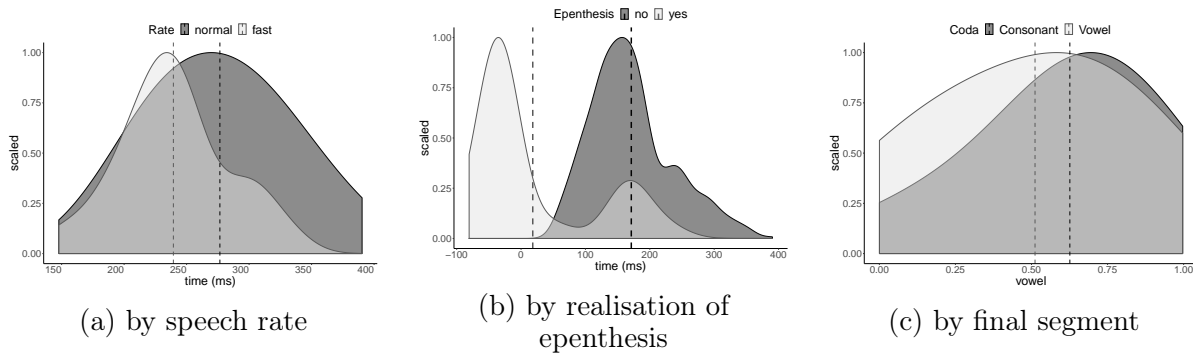 Rate normal fast
1.00
0.75
0.50
0.25
0.00
scaled
150 200 250 300 350 400
time (ms)
(a) by speech rate
Epenthesis no yes
1.00
0.75
0.50
0.25
0.00
scaled
−100 0 100 200 300 400
time (ms)
(b) by realisation of
epenthesis
Coda Consonant Vowel
1.00
0.75
0.50
0.25
0.00
scaled
0.00 0.25 0.50 0.75 1.00
vowel
(c) by final segment